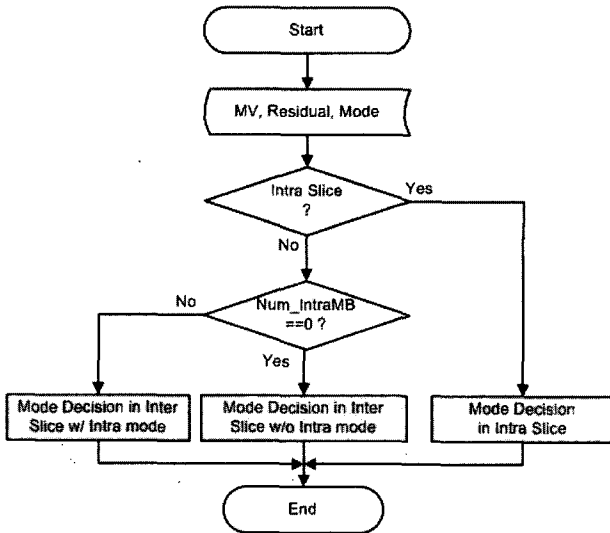 Start
MV, Residual, Mode
Intra Slice
?
Yes
No
Num_IntraMB
==0 ?
No
Yes
Mode Decision in Inter
Slice w/ Intra mode
Mode Decision in Inter
Slice w/o Intra mode
Mode Decision
in Intra Slice
End